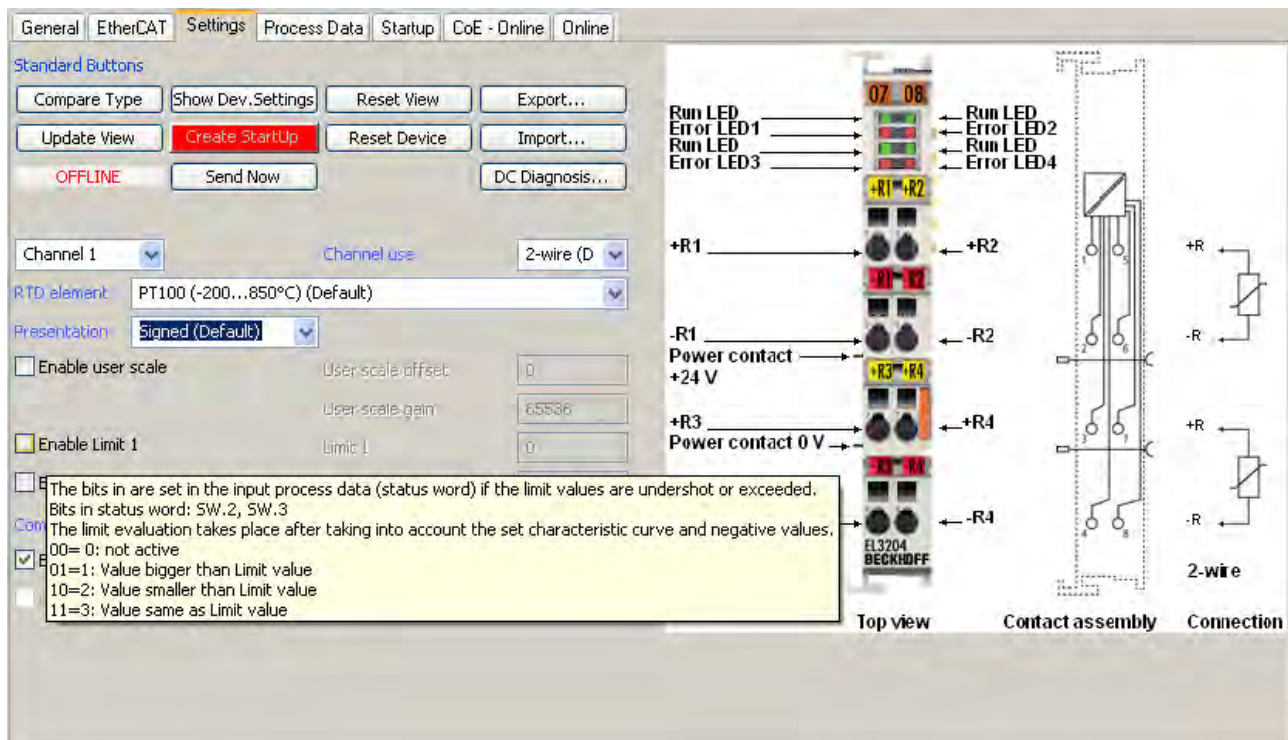 General EtherCAT Settings Process Data Startup CoE - Online Online
Standard Buttons
Compare Type Show Dev.Settings Reset View Export...
Update View Create StartUp Reset Device Import...
OFFLINE Send Now DC Diagnosis...
Channel 1 Channel use 2-wire (D
RTD element PT100 (-200...850°C) (Default)
Presentation Signed (Default)
Enable user scale User scale offset 0
User scale gain 65536
Enable Limit 1 Limit 1 0
The bits in are set in the input process data (status word) if the limit values are undershot or exceeded.
Bits in status word: SW.2, SW.3
The limit evaluation takes place after taking into account the set characteristic curve and negative values.
00= 0: not active
01=1: Value bigger than Limit value
10=2: Value smaller than Limit value
11=3: Value same as Limit value
07 08
Run LED Run LED
Error LED1 Error LED2
Run LED Run LED
Error LED3 Error LED4
+R1 +R2
+R1 +R2
-R1 -R2
-R1 -R2
Power contact
+24 V
+R3 +R4
+R3 +R4
Power contact 0 V
-R3 -R4
-R4
EL3204
BECKHOFF
Top view
1 5
2 6
3 7
4 8
Contact assembly
+R
-R
+R
-R
2-wire
Connection